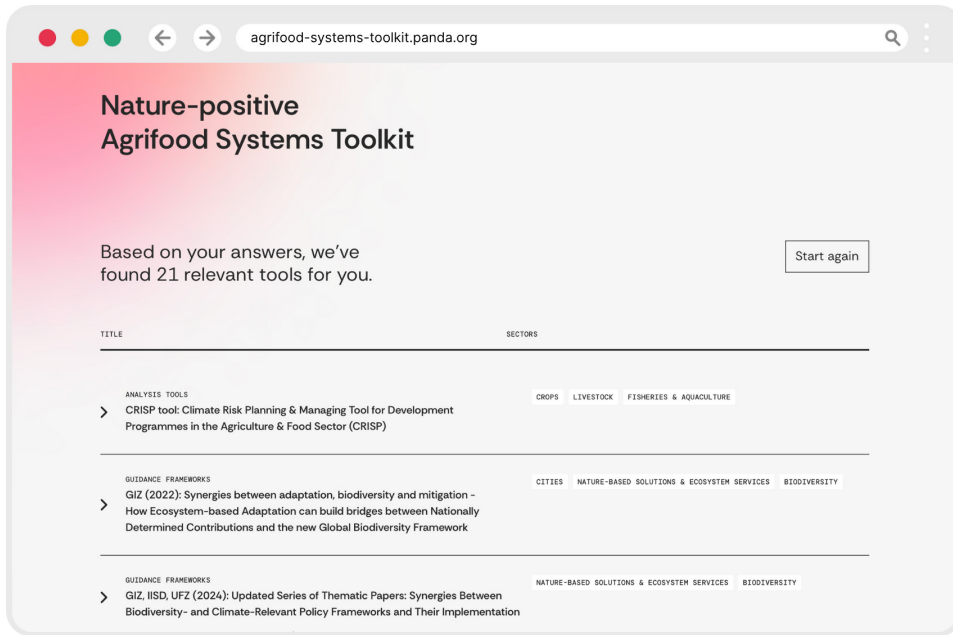 agrifood-systems-toolkit.panda.org
Nature-positive
Agrifood Systems Toolkit
Based on your answers, we've
found 21 relevant tools for you.
Start again
TITLE
SECTORS
ANALYSIS TOOLS
CRISP tool: Climate Risk Planning & Managing Tool for Development
Programmes in the Agriculture & Food Sector (CRISP)
CROPS LIVESTOCK FISHERIES & AQUACULTURE
GUIDANCE FRAMEWORKS
GIZ (2022): Synergies between adaptation, biodiversity and mitigation -
How Ecosystem-based Adaptation can build bridges between Nationally
Determined Contributions and the new Global Biodiversity Framework
CITIES NATURE-BASED SOLUTIONS & ECOSYSTEM SERVICES BIODIVERSITY
GUIDANCE FRAMEWORKS
GIZ, IISD, UFZ (2024): Updated Series of Thematic Papers: Synergies Between
Biodiversity- and Climate-Relevant Policy Frameworks and Their Implementation
NATURE-BASED SOLUTIONS & ECOSYSTEM SERVICES BIODIVERSITY